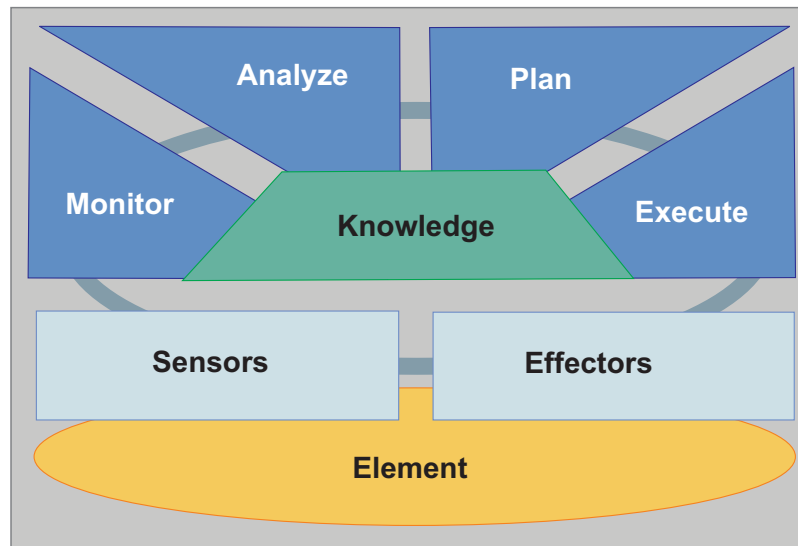 Analyze
Plan
Monitor
Execute
Knowledge
Sensors
Effectors
Element